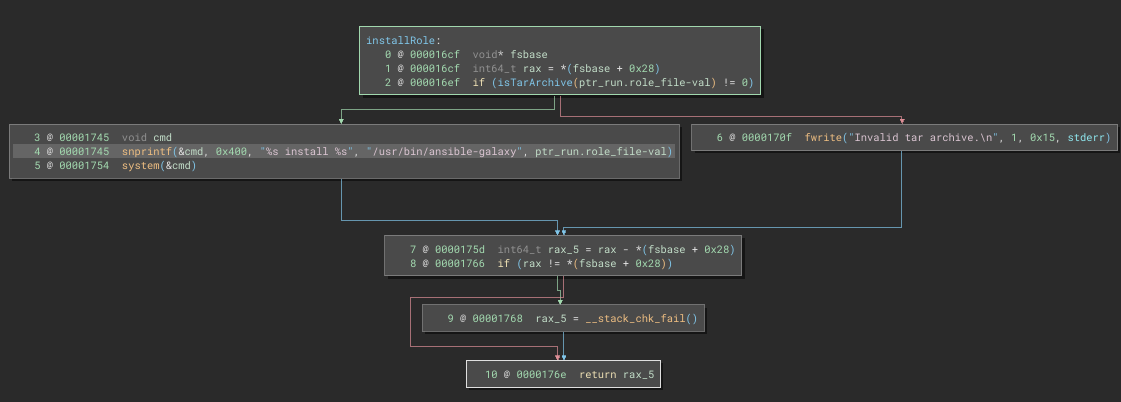 installRole:
0 @ 000016cf  void* fsbase
1 @ 000016cf  int64_t rax = *(fsbase + 0x28)
2 @ 000016ef  if (isTarArchive(ptr_run.role_file-val) != 0)
3 @ 00001745  void cmd
4 @ 00001745  snprintf(&cmd, 0x400, "%s install %s", "/usr/bin/ansible-galaxy", ptr_run.role_file-val)
5 @ 00001754  system(&cmd)
6 @ 0000170f  fwrite("Invalid tar archive.\n", 1, 0x15, stderr)
7 @ 0000175d  int64_t rax_5 = rax - *(fsbase + 0x28)
8 @ 00001766  if (rax != *(fsbase + 0x28))
9 @ 00001768  rax_5 = __stack_chk_fail()
10 @ 0000176e  return rax_5